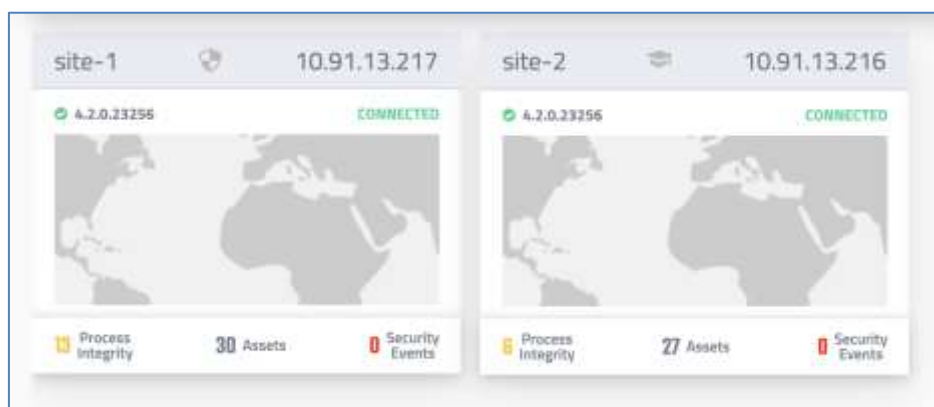 site-1 10.91.13.217
4.2.0.23256 CONNECTED
13 Process Integrity 30 Assets 0 Security Events
site-2 10.91.13.216
4.2.0.23256 CONNECTED
6 Process Integrity 27 Assets 0 Security Events